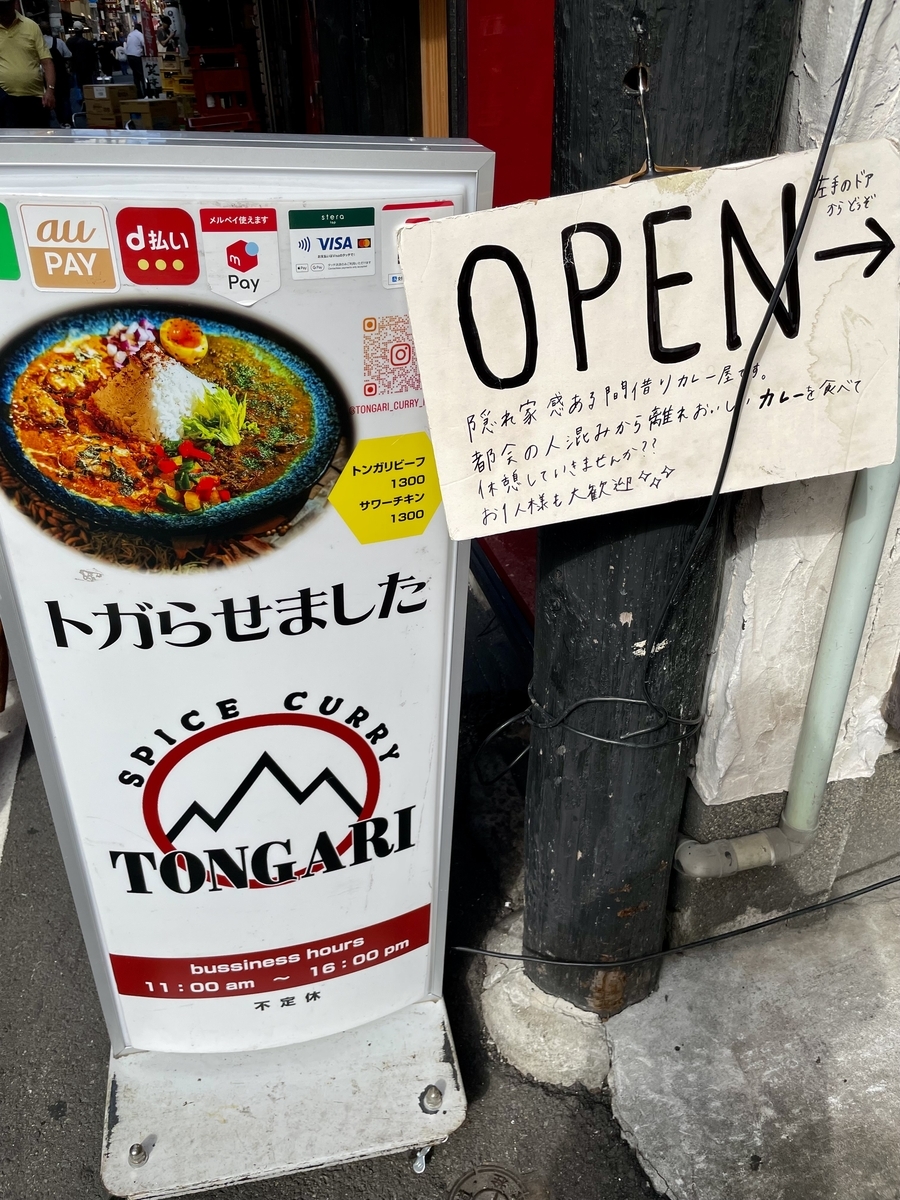 au
PAY
d払い
メルペイ使えます
Pay
stera
VISA
@TONGARI_CURRY_
トンガリビーフ
1300
サワーチキン
1300
トガらせました
SPICE CURRY
TONGARI
bussiness hours
11：00 am ～ 16：00 pm
不定休
OPEN→
左手のドア
からどうぞ
隠れ家感ある間借りカレー屋です。
都会の人混みから離れおいしいカレーを食べて
休憩していきませんか??
お1人様も大歓迎